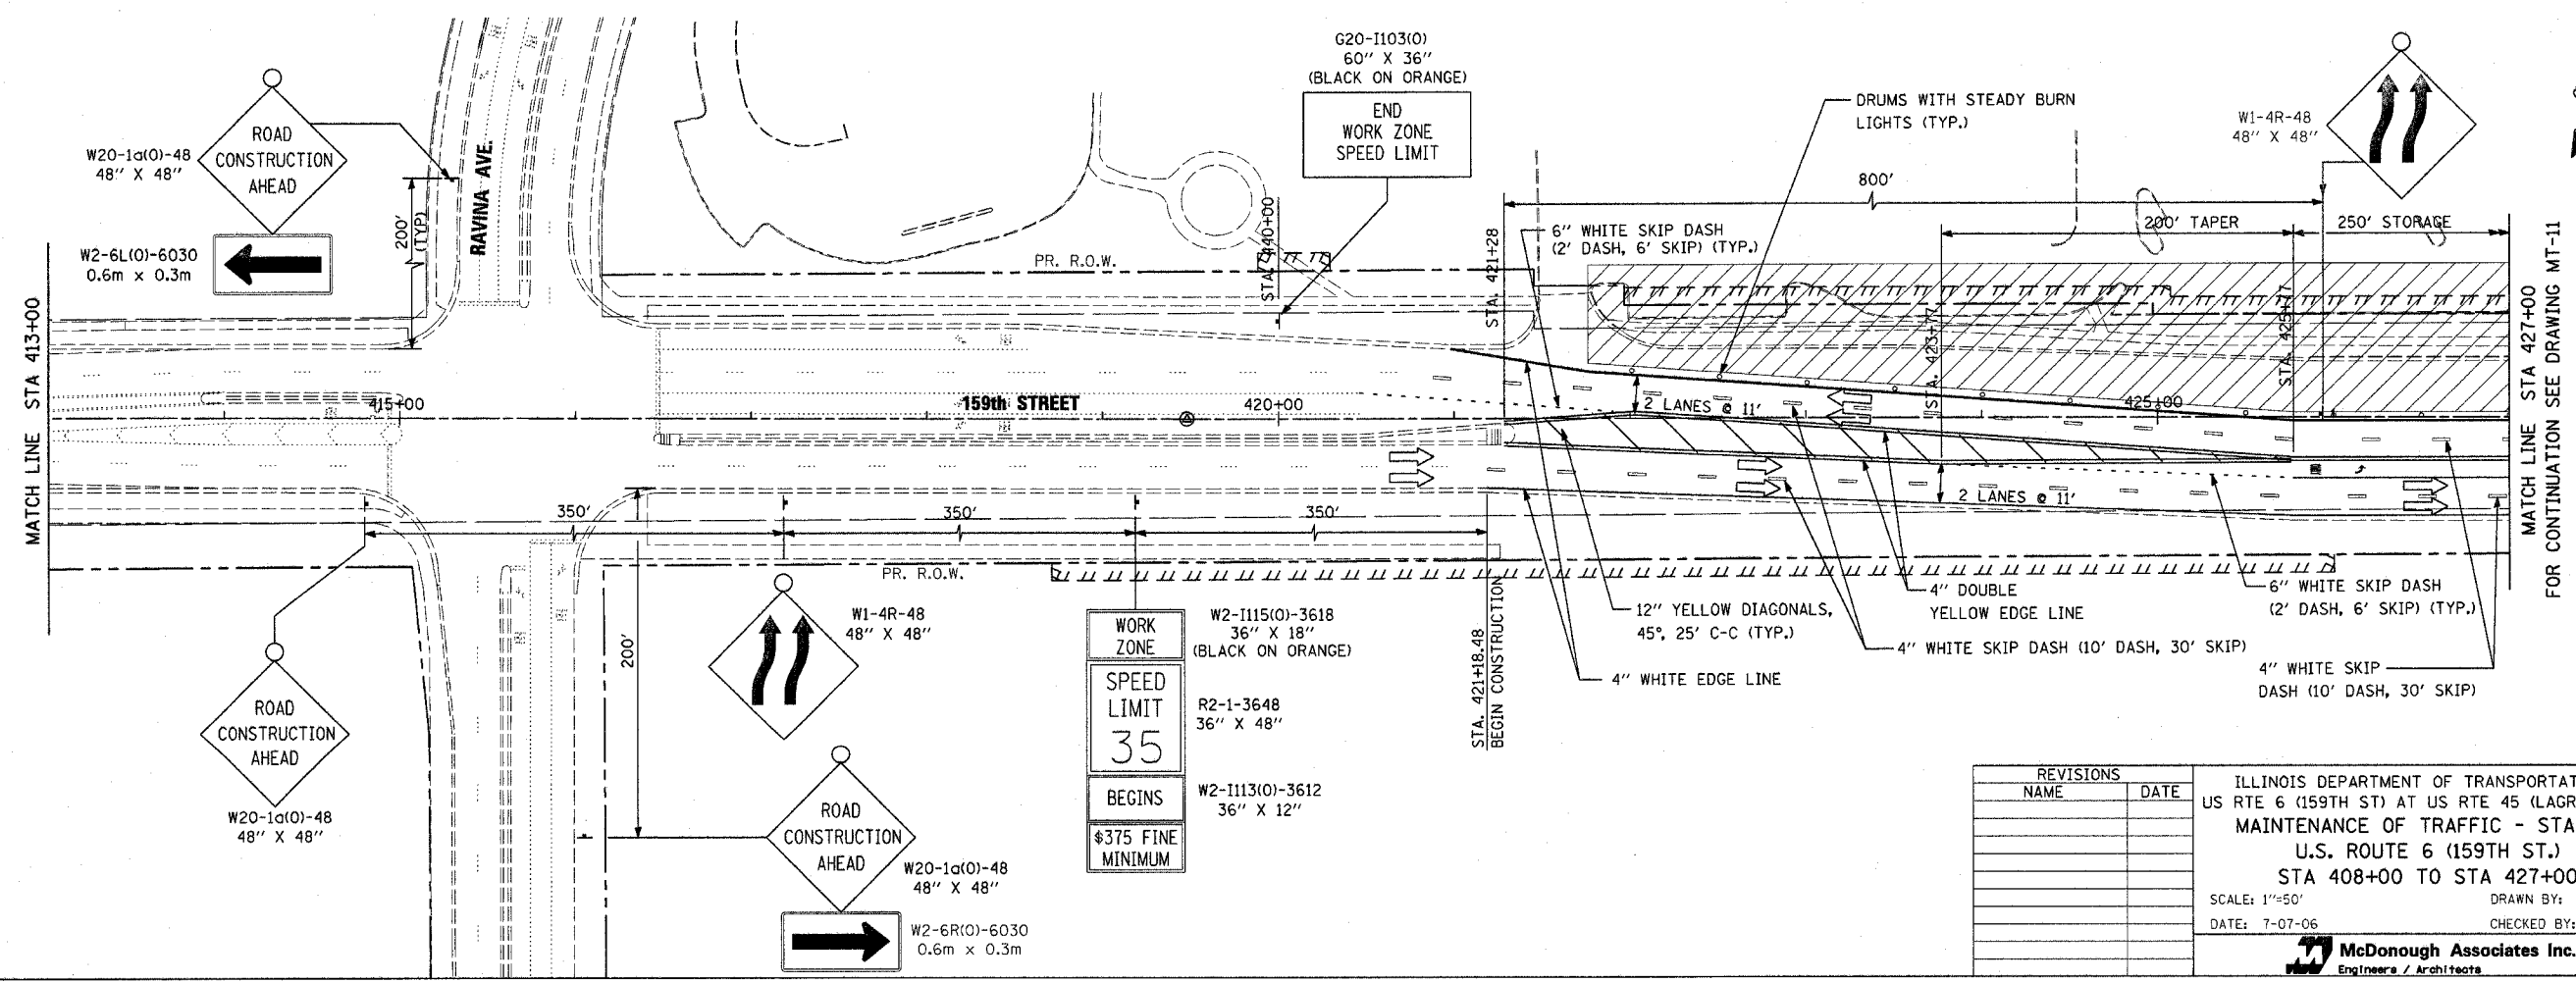 MATCH LINE STA 413+00
ROAD
CONSTRUCTION
AHEAD
W20-1a(O)-48
48" X 48"
W2-6L(O)-6030
0.6m x 0.3m
200'
(TYP)
RAVINA AVE.
G20-I103(O)
60" X 36"
(BLACK ON ORANGE)
END
WORK ZONE
SPEED LIMIT
DRUMS WITH STEADY BURN
LIGHTS (TYP.)
W1-4R-48
48" X 48"
800'
200' TAPER
250' STORAGE
6" WHITE SKIP DASH
(2' DASH, 6' SKIP) (TYP.)
PR. R.O.W.
STA. 440+00
STA. 421+28
STA. 423+77
STA. 425+77
415+00
159th STREET
420+00
2 LANES @ 11'
425+00
2 LANES @ 11'
MATCH LINE STA 427+00
FOR CONTINUATION SEE DRAWING MT-11
350'
350'
350'
PR. R.O.W.
200'
ROAD
CONSTRUCTION
AHEAD
W20-1a(O)-48
48" X 48"
W1-4R-48
48" X 48"
ROAD
CONSTRUCTION
AHEAD
W20-1a(O)-48
48" X 48"
W2-6R(O)-6030
0.6m x 0.3m
WORK
ZONE
SPEED
LIMIT
35
BEGINS
$375 FINE
MINIMUM
W2-I115(O)-3618
36" X 18"
(BLACK ON ORANGE)
R2-1-3648
36" X 48"
W2-I113(O)-3612
36" X 12"
STA. 421+18.48
BEGIN CONSTRUCTION
12" YELLOW DIAGONALS,
45°, 25' C-C (TYP.)
4" WHITE EDGE LINE
4" DOUBLE
YELLOW EDGE LINE
4" WHITE SKIP DASH (10' DASH, 30' SKIP)
6" WHITE SKIP DASH
(2' DASH, 6' SKIP) (TYP.)
4" WHITE SKIP
DASH (10' DASH, 30' SKIP)
REVISIONS
NAME DATE
ILLINOIS DEPARTMENT OF TRANSPORTAT
US RTE 6 (159TH ST) AT US RTE 45 (LAGR
MAINTENANCE OF TRAFFIC - STA
U.S. ROUTE 6 (159TH ST.)
STA 408+00 TO STA 427+00
SCALE: 1"=50'
DRAWN BY:
DATE: 7-07-06
CHECKED BY:
McDonough Associates Inc.
Engineers / Architects